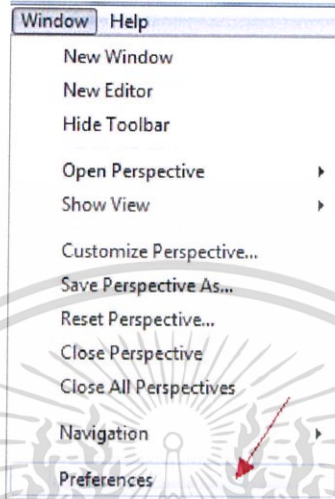 Window Help
New Window
New Editor
Hide Toolbar
Open Perspective
Show View
Customize Perspective...
Save Perspective As...
Reset Perspective...
Close Perspective
Close All Perspectives
Navigation
Preferences